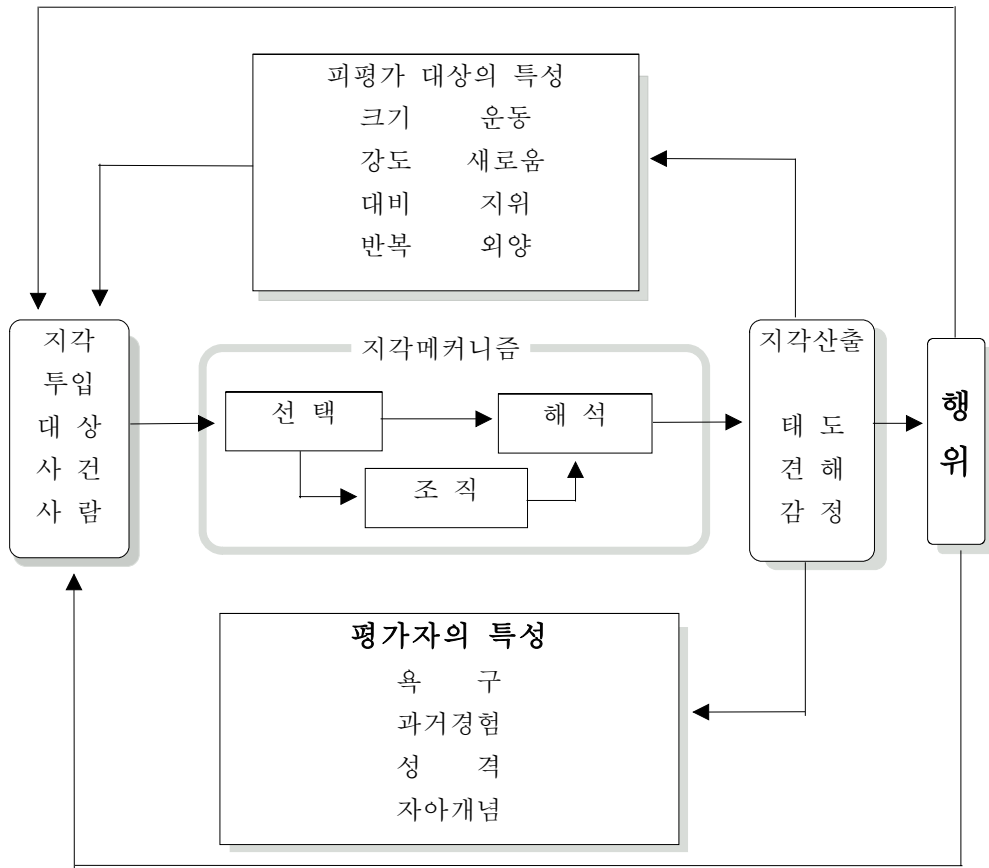 피평가 대상의 특성
크기 운동
강도 새로움
대비 지위
반복 외양
지각
투입
대 상
사 건
사 람
지각메커니즘
선 택
해 석
조 직
지각산출
태 도
견 해
감 정
행
위
평가자의 특성
욕 구
과거경험
성 격
자아개념